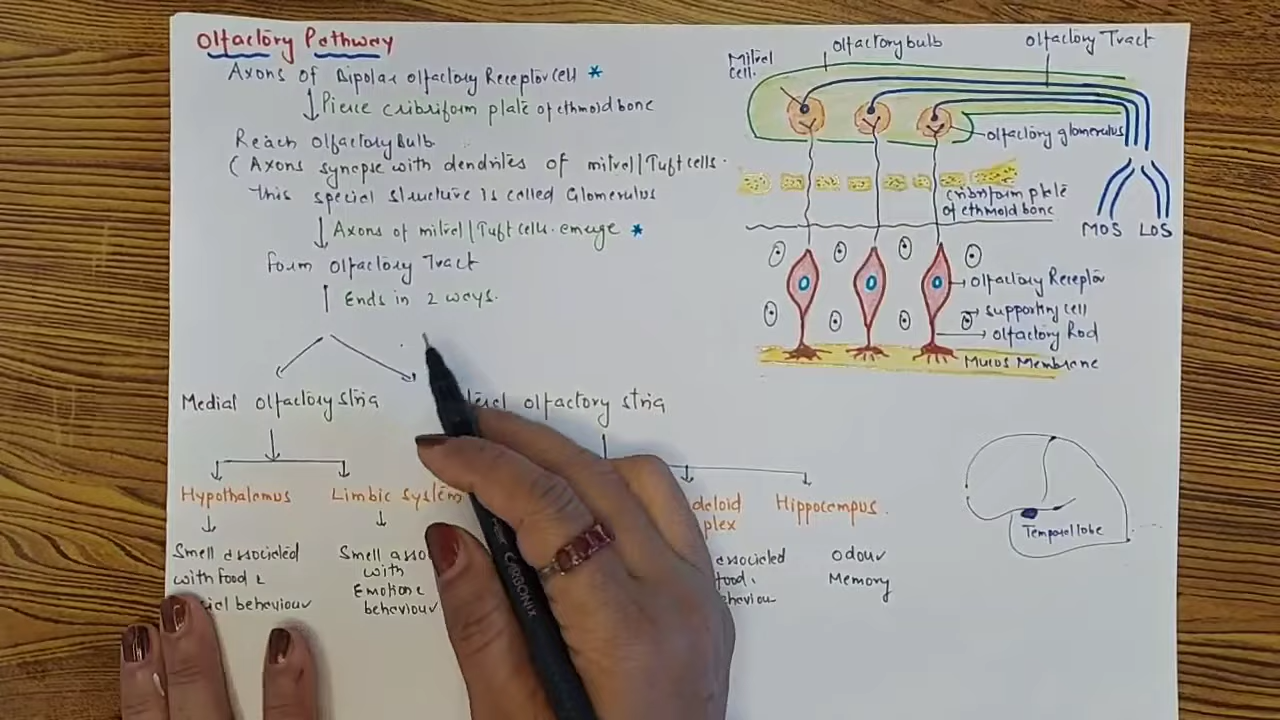 Olfactory Pathway
Axons of Bipolar olfactory Receptor cell *
Pierce cribriform plate of ethmoid bone
Reach olfactory Bulb
( Axons synapse with dendrites of mitral/Tuft cells.
This special structure is called Glomerulus
Axons of mitral/Tuft cells. emerge *
form olfactory Tract
Ends in 2 ways.
Medial olfactory stria
olfactory stria
Hypothalamus
Limbic System
Hippocampus.
Smell associated
with Food &
behaviour
Smell
with
Emotione
behaviour
odour
Memory
Mitral
cell.
olfactory bulb
olfactory Tract
olfactory glomerulus
cribriform plate
of ethmoid bone
MOS LOS
olfactory Receptor
supporting cell
olfactory Rod
Mucus Membrane
Temporal lobe
CARBONIX